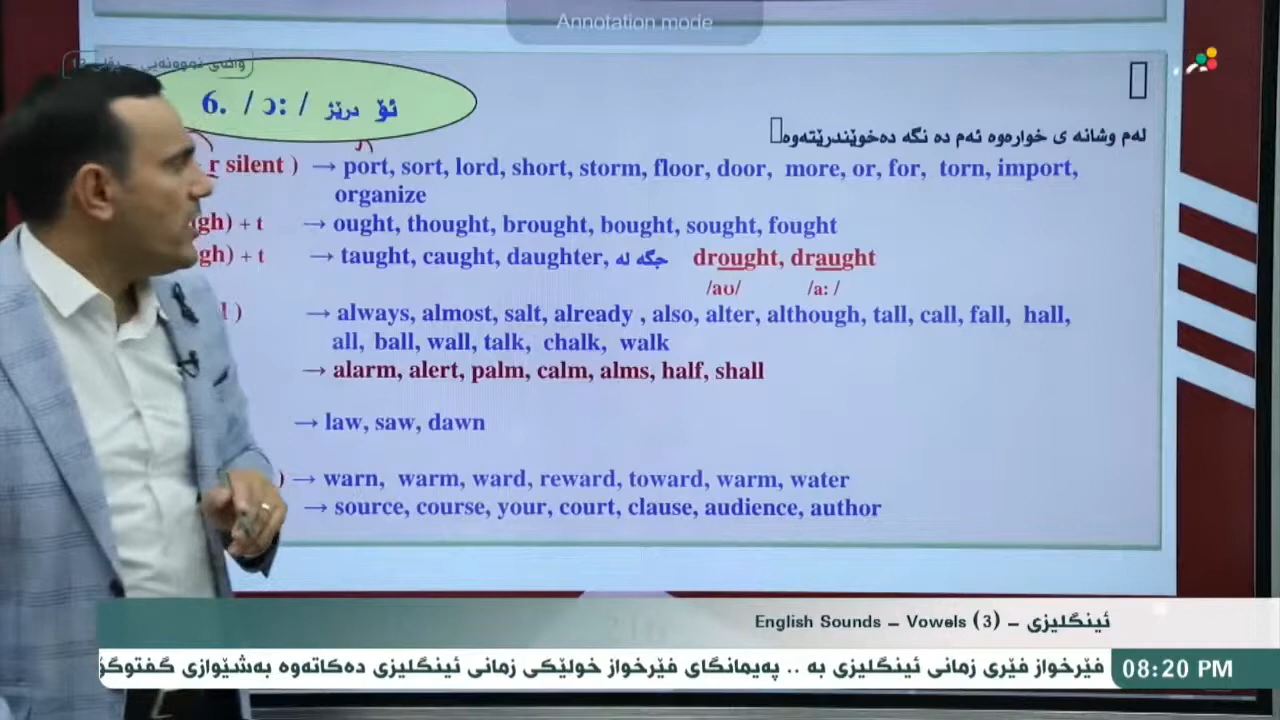 Annotation mode
وانەی نموونەیی – پۆلی 12
6. / ɔ: / ئۆ درێژ
لەم وشانە ی خوارەوە ئەم دە نگە دەخوێندرێتەوە
r silent ) → port, sort, lord, short, storm, floor, door, more, or, for, torn, import,
organize
gh) + t → ought, thought, brought, bought, sought, fought
gh) + t → taught, caught, daughter, جگە لە drought, draught
/aʊ/ /a: /
l ) → always, almost, salt, already , also, alter, although, tall, call, fall, hall,
all, ball, wall, talk, chalk, walk
→ alarm, alert, palm, calm, alms, half, shall
→ law, saw, dawn
) → warn, warm, ward, reward, toward, warm, water
→ source, course, your, court, clause, audience, author
ئینگلیزی – English Sounds – Vowels (3)
فێرخواز فێری زمانی ئینگلیزی بە .. پەیمانگای فێرخواز خولێکی زمانی ئینگلیزی دەکاتەوە بەشێوازی گفتوگۆ
08:20 PM